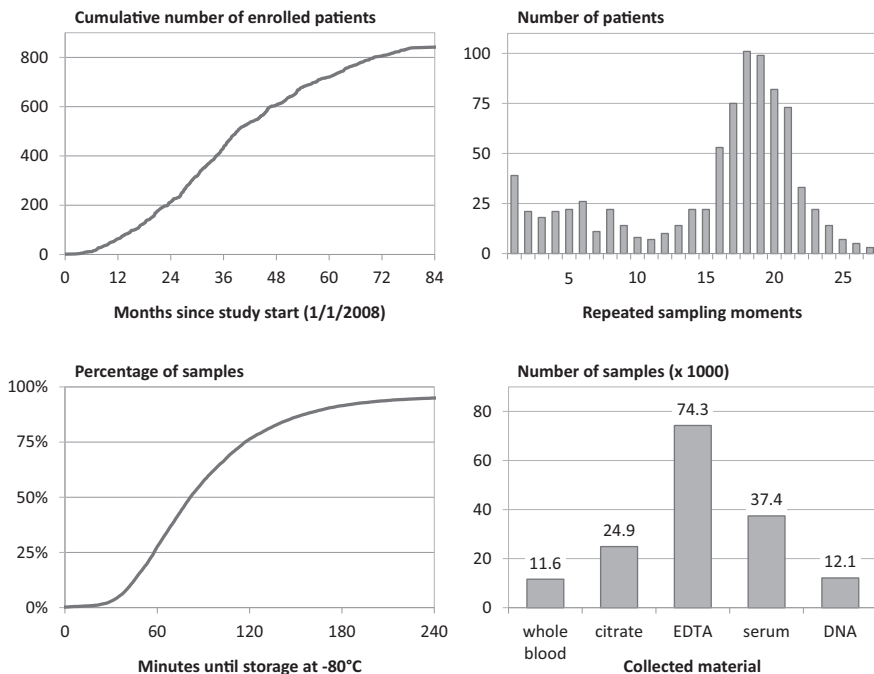 Cumulative number of enrolled patients
800
600
400
200
0
0 12 24 36 48 60 72 84
Months since study start (1/1/2008)
Number of patients
100
75
50
25
0
5 10 15 20 25
Repeated sampling moments
Percentage of samples
100%
75%
50%
25%
0%
0 60 120 180 240
Minutes until storage at -80°C
Number of samples (x 1000)
80
60
40
20
0
11.6 24.9 74.3 37.4 12.1
whole blood citrate EDTA serum DNA
Collected material